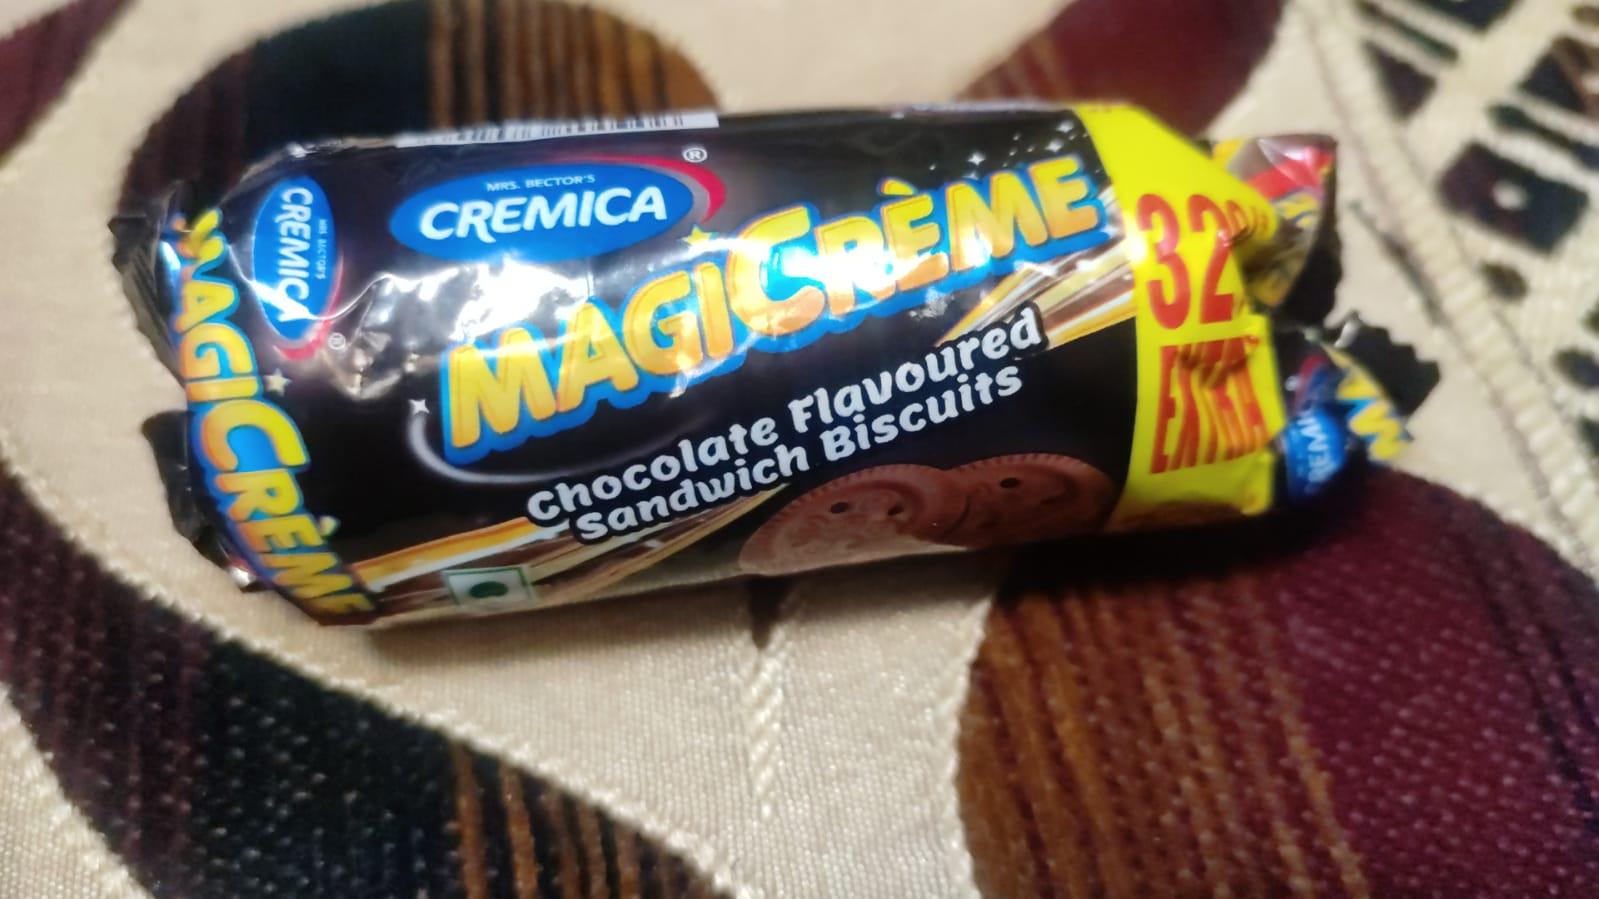 MRS. BECTOR'S
CREMICA
®
MAGICRÈME
Chocolate Flavoured
Sandwich Biscuits
32%
EXTRA
MRS. BECTOR'S
CREMICA
®
MAGICRÈME